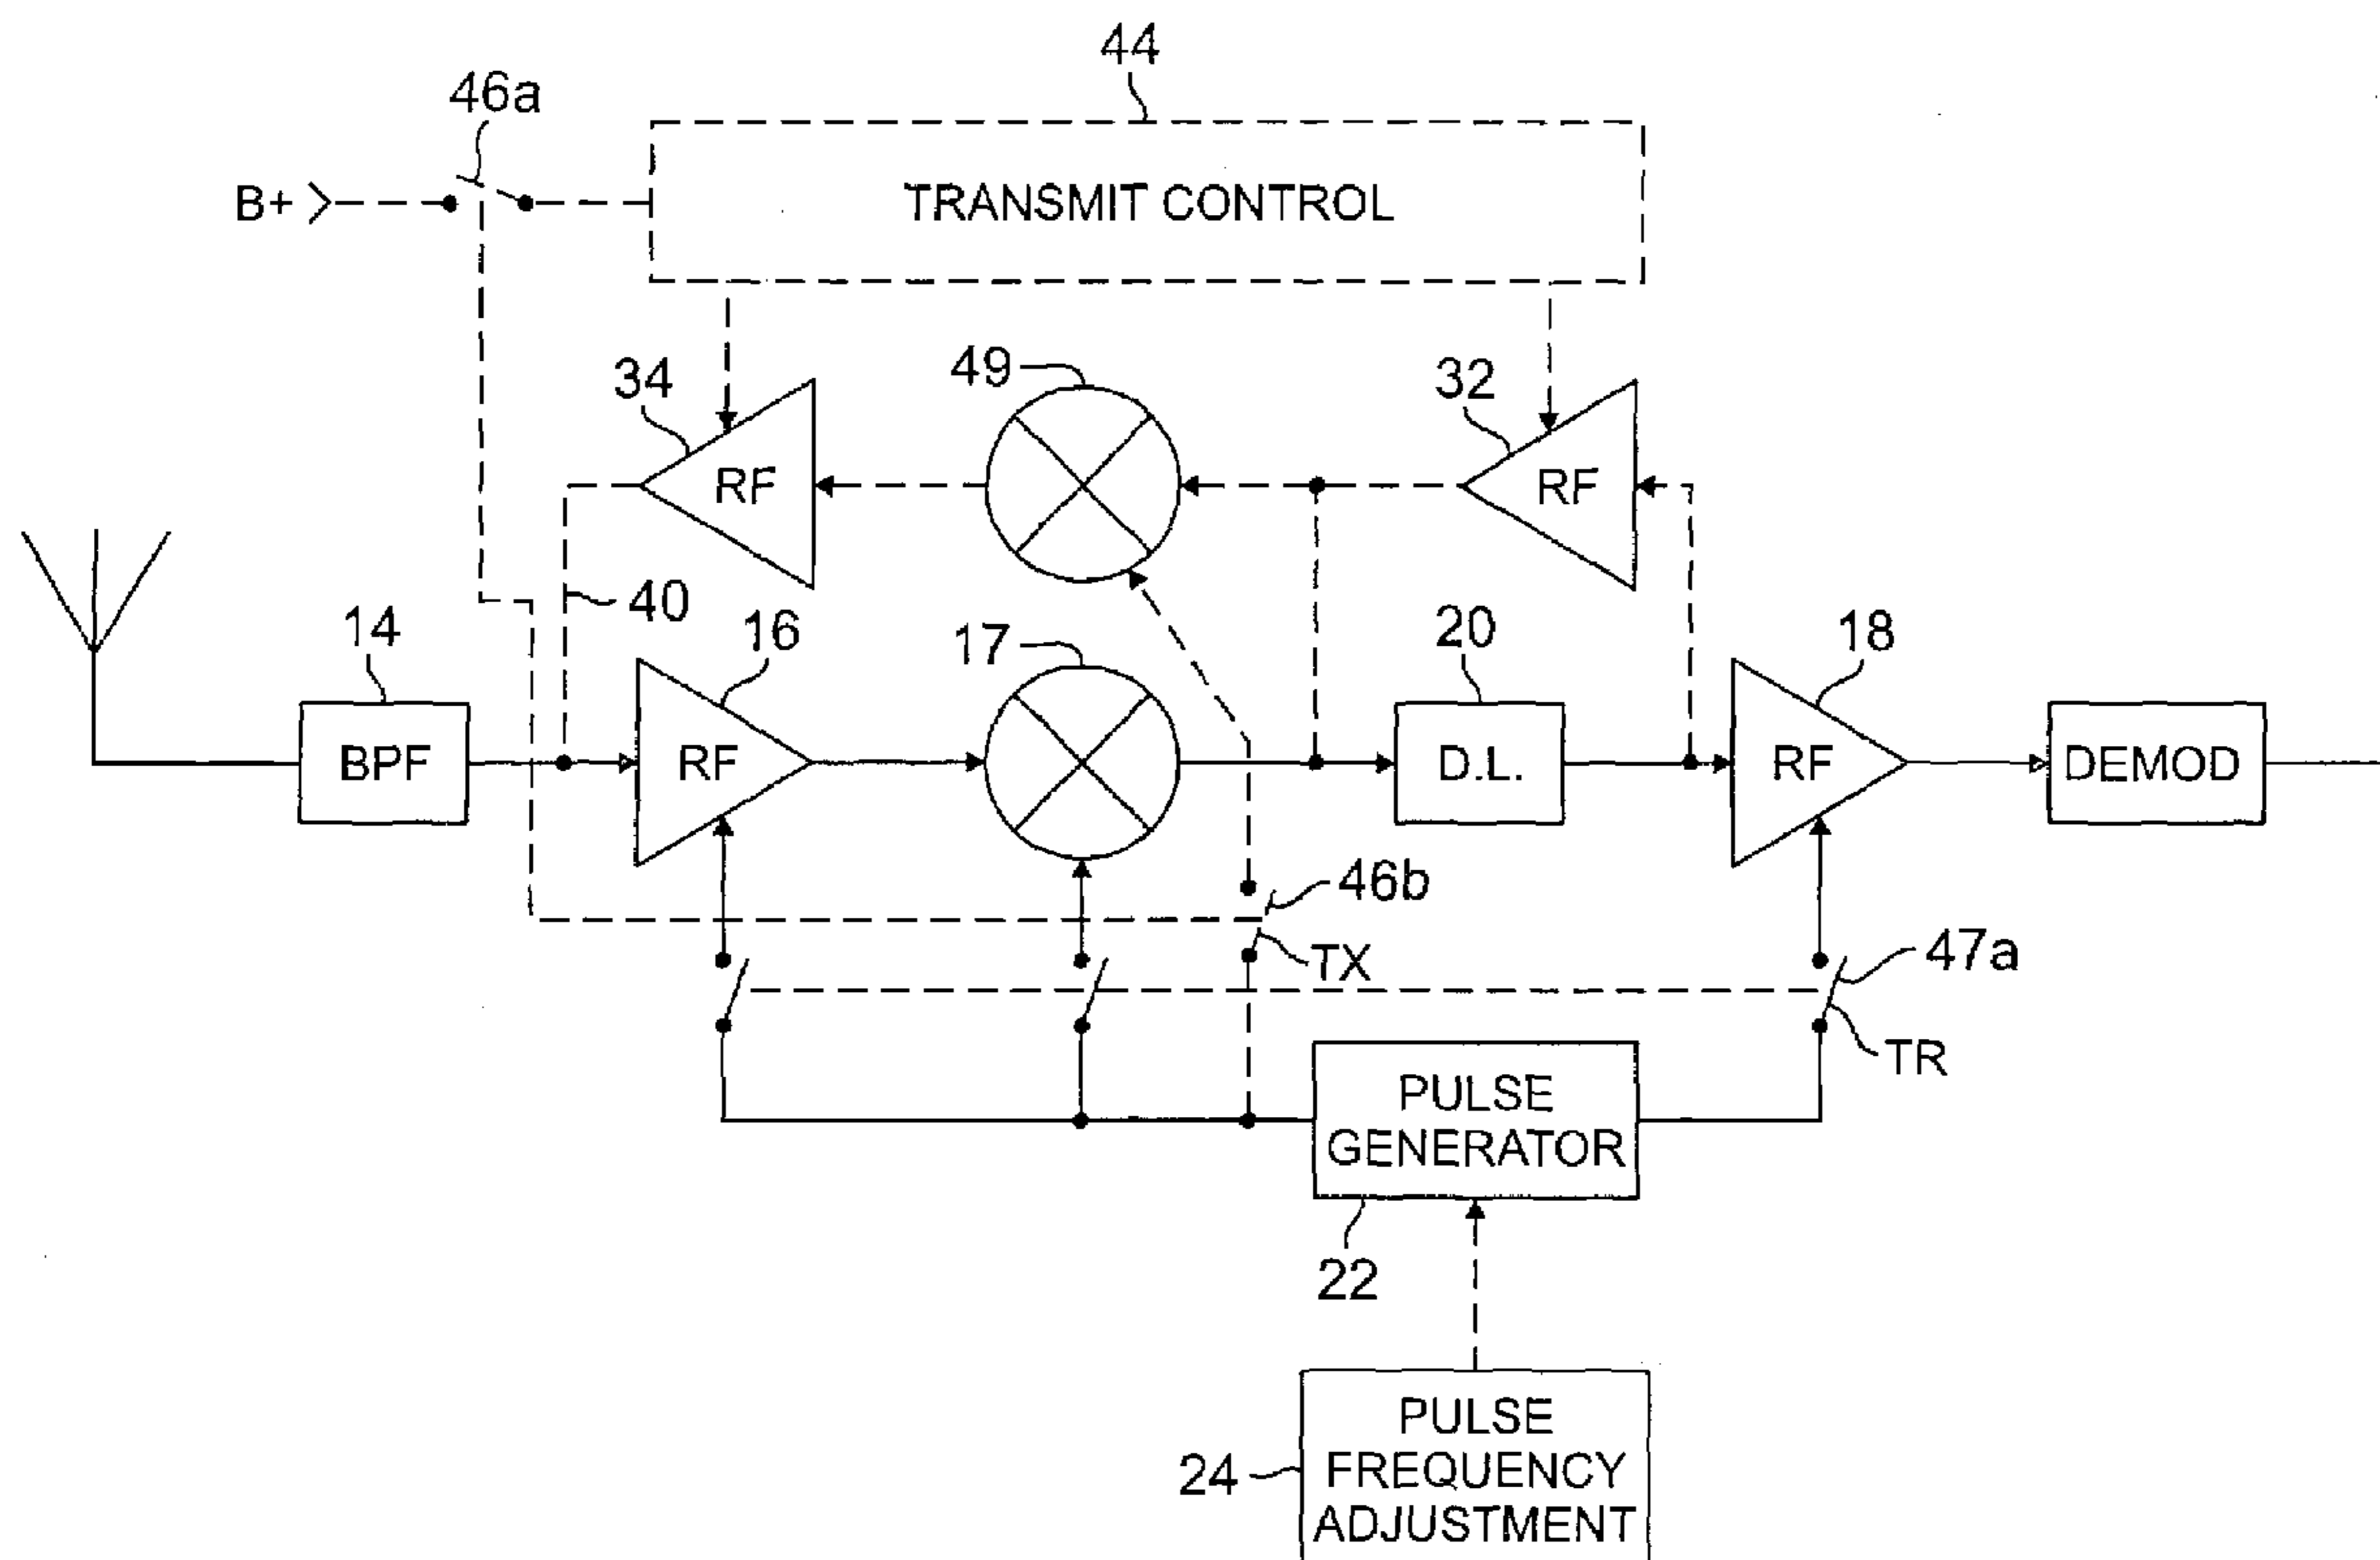 44
46a
B+
TRANSMIT CONTROL
34
49
32
RF
RF
40
14
16
17
20
18
BPF
RF
D.L.
RF
DEMOD
46b
TX
47a
TR
PULSE
GENERATOR
22
24
PULSE
FREQUENCY
ADJUSTMENT